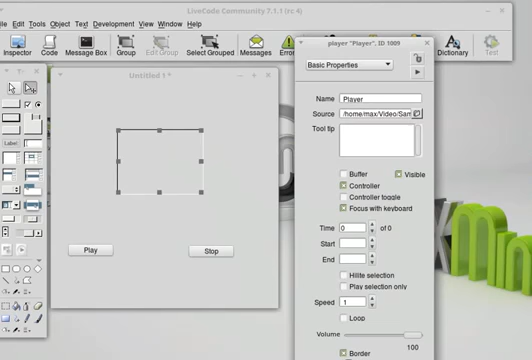 LiveCode Community 7.1.1 (rc 4)
File Edit Tools Object Text Development View Window Help
Inspector Code Message Box Group Edit Group Select Grouped Messages Dictionary Test
player "Player", ID 1009
Basic Properties
Untitled 1 *
Name Player
Source /home/max/Video/Sam
Tool tip
Label:
Buffer Visible
Controller
Controller toggle
Focus with keyboard
Time 0 of 0
Start
End
Play Stop
Hilite selection
Play selection only
Speed 1
Loop
Volume
100
Border